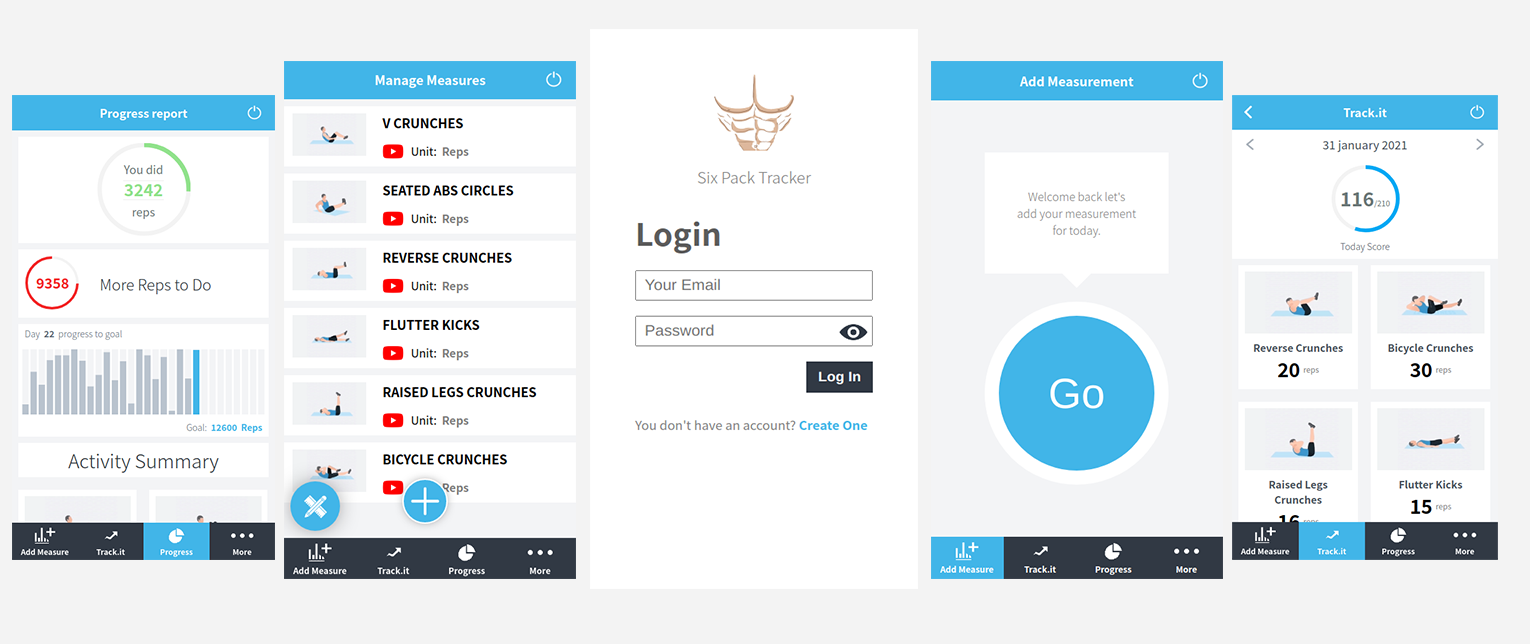 Progress report
You did
3242
reps
9358
More Reps to Do
Day 22 progress to goal
Goal: 12600 Reps
Activity Summary
Add Measure
Track.it
Progress
More
Manage Measures
V CRUNCHES
Unit: Reps
SEATED ABS CIRCLES
Unit: Reps
REVERSE CRUNCHES
Unit: Reps
FLUTTER KICKS
Unit: Reps
RAISED LEGS CRUNCHES
Unit: Reps
BICYCLE CRUNCHES
Reps
Add Measure
Track.it
Progress
More
Six Pack Tracker
Login
Your Email
Password
Log In
You don't have an account? Create One
Add Measurement
Welcome back let's
add your measurement
for today.
Go
Add Measure
Track.it
Progress
More
Track.it
31 january 2021
116/210
Today Score
Reverse Crunches
20 reps
Bicycle Crunches
30 reps
Raised Legs
Crunches
16 reps
Flutter Kicks
15 reps
Add Measure
Track.it
Progress
More